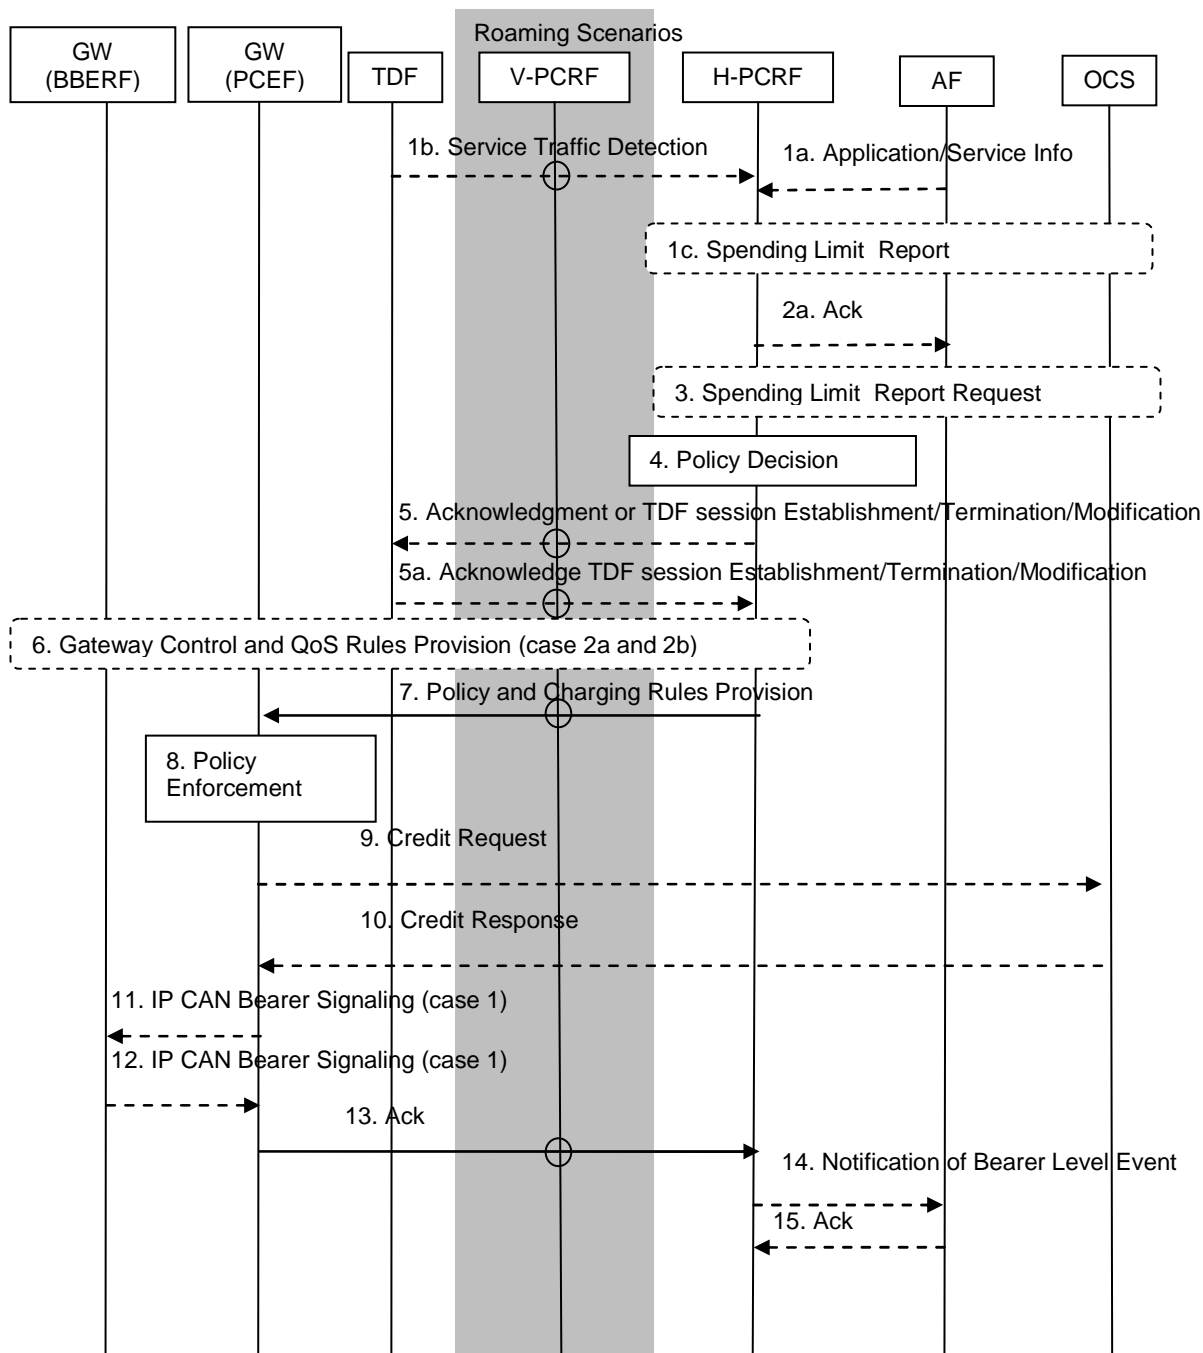 Roaming Scenarios
GW
(BBERF)
GW
(PCEF)
TDF
V-PCRF
H-PCRF
AF
OCS
1b. Service Traffic Detection
1a. Application/Service Info
1c. Spending Limit Report
2a. Ack
3. Spending Limit Report Request
4. Policy Decision
5. Acknowledgment or TDF session Establishment/Termination/Modification
5a. Acknowledge TDF session Establishment/Termination/Modification
6. Gateway Control and QoS Rules Provision (case 2a and 2b)
7. Policy and Charging Rules Provision
8. Policy
Enforcement
9. Credit Request
10. Credit Response
11. IP CAN Bearer Signaling (case 1)
12. IP CAN Bearer Signaling (case 1)
13. Ack
14. Notification of Bearer Level Event
15. Ack